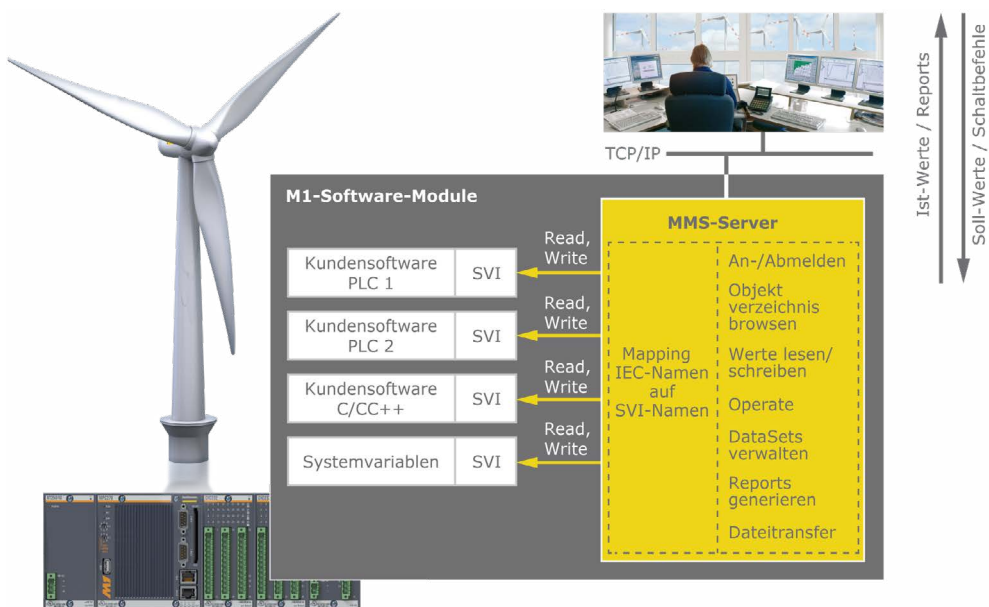 TCP/IP
Ist-Werte / Reports
Soll-Werte / Schaltbefehle
M1-Software-Module
MMS-Server
Read,
Write
Kundensoftware
PLC 1
SVI
Read,
Write
Kundensoftware
PLC 2
SVI
Read,
Write
Kundensoftware
C/CC++
SVI
Read,
Write
Systemvariablen
SVI
Mapping
IEC-Namen
auf
SVI-Namen
An-/Abmelden
Objekt
verzeichnis
browsen
Werte lesen/
schreiben
Operate
DataSets
verwalten
Reports
generieren
Dateitransfer
M1